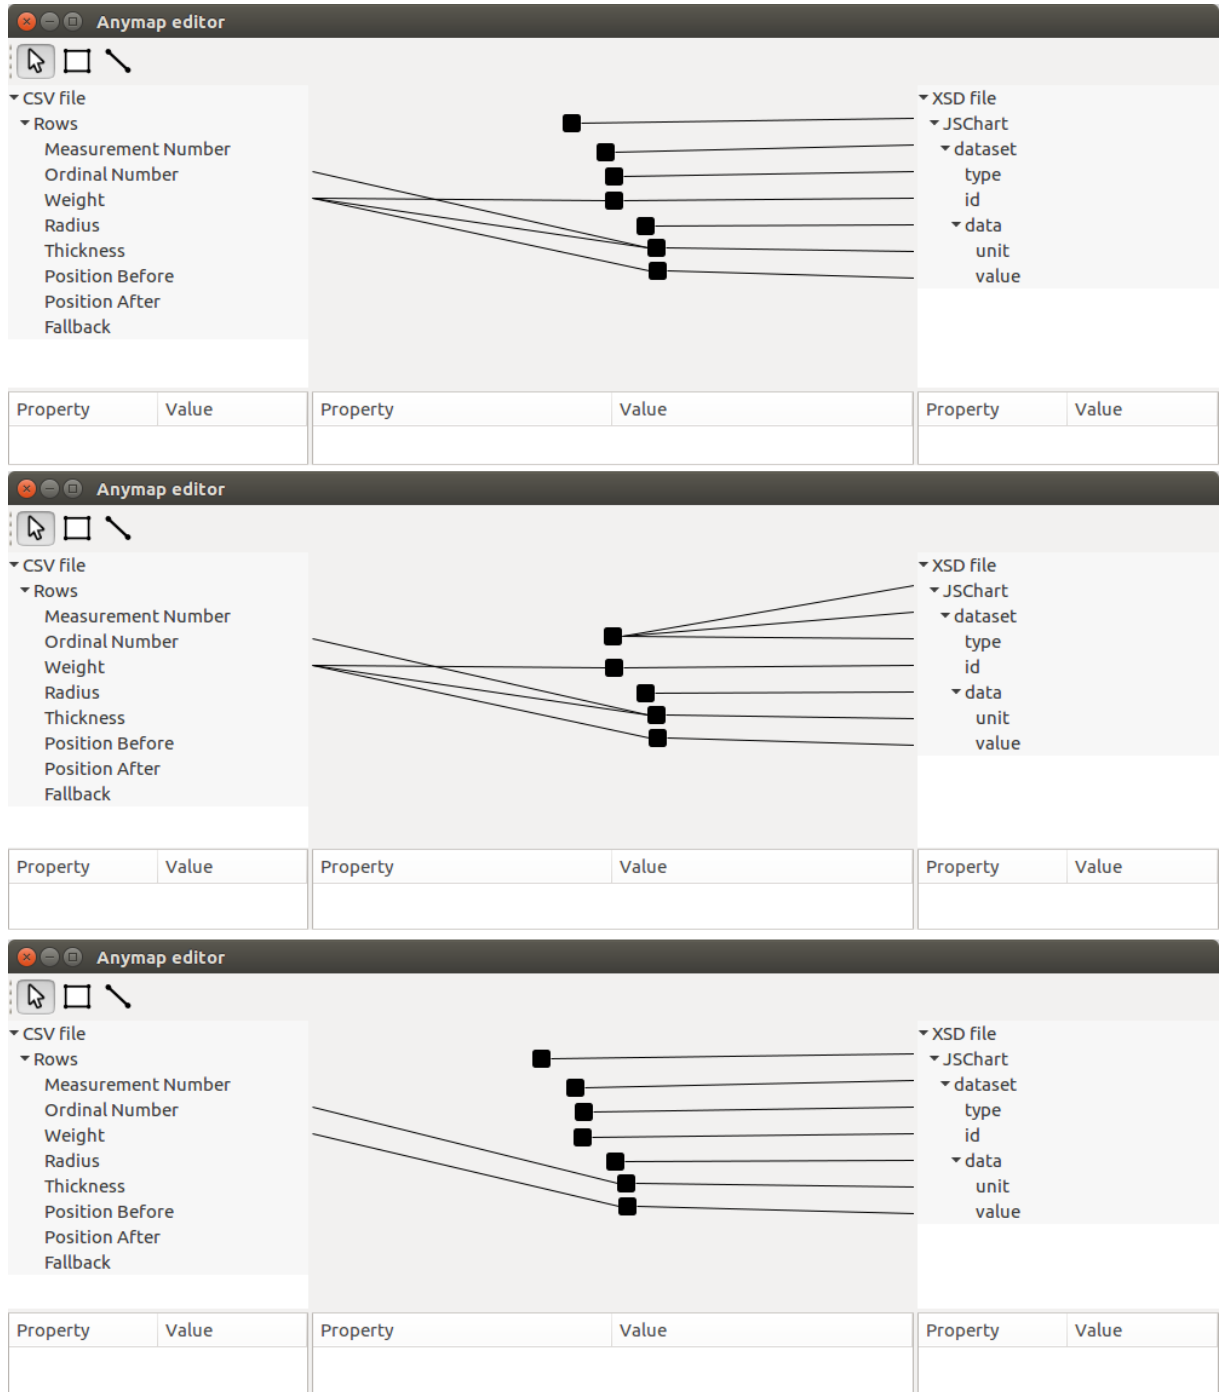 Anymap editor
CSV file
Rows
Measurement Number
Ordinal Number
Weight
Radius
Thickness
Position Before
Position After
Fallback
XSD file
JSChart
dataset
type
id
data
unit
value
Property Value Property Value Property Value
Anymap editor
CSV file
Rows
Measurement Number
Ordinal Number
Weight
Radius
Thickness
Position Before
Position After
Fallback
XSD file
JSChart
dataset
type
id
data
unit
value
Property Value Property Value Property Value
Anymap editor
CSV file
Rows
Measurement Number
Ordinal Number
Weight
Radius
Thickness
Position Before
Position After
Fallback
XSD file
JSChart
dataset
type
id
data
unit
value
Property Value Property Value Property Value